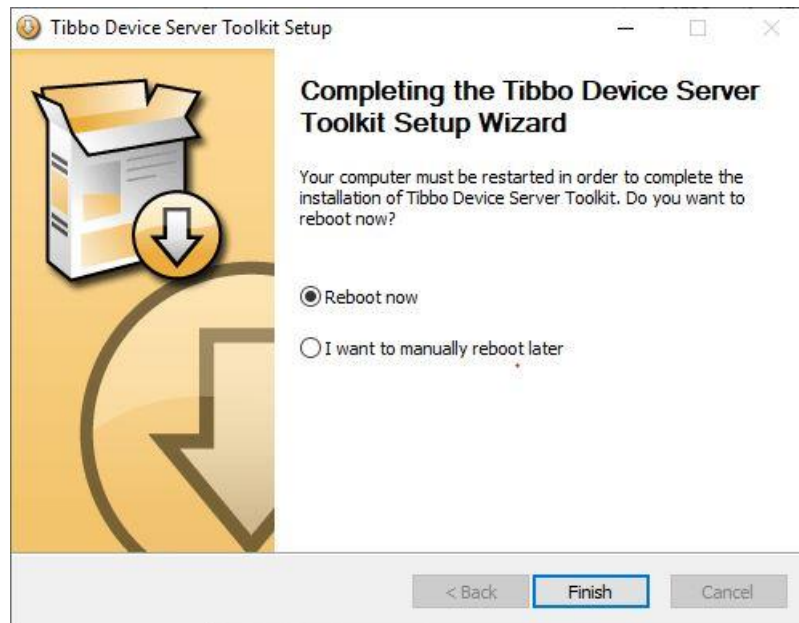 Tibbo Device Server Toolkit Setup
Completing the Tibbo Device Server
Toolkit Setup Wizard
Your computer must be restarted in order to complete the
installation of Tibbo Device Server Toolkit. Do you want to
reboot now?
Reboot now
I want to manually reboot later
< Back Finish Cancel